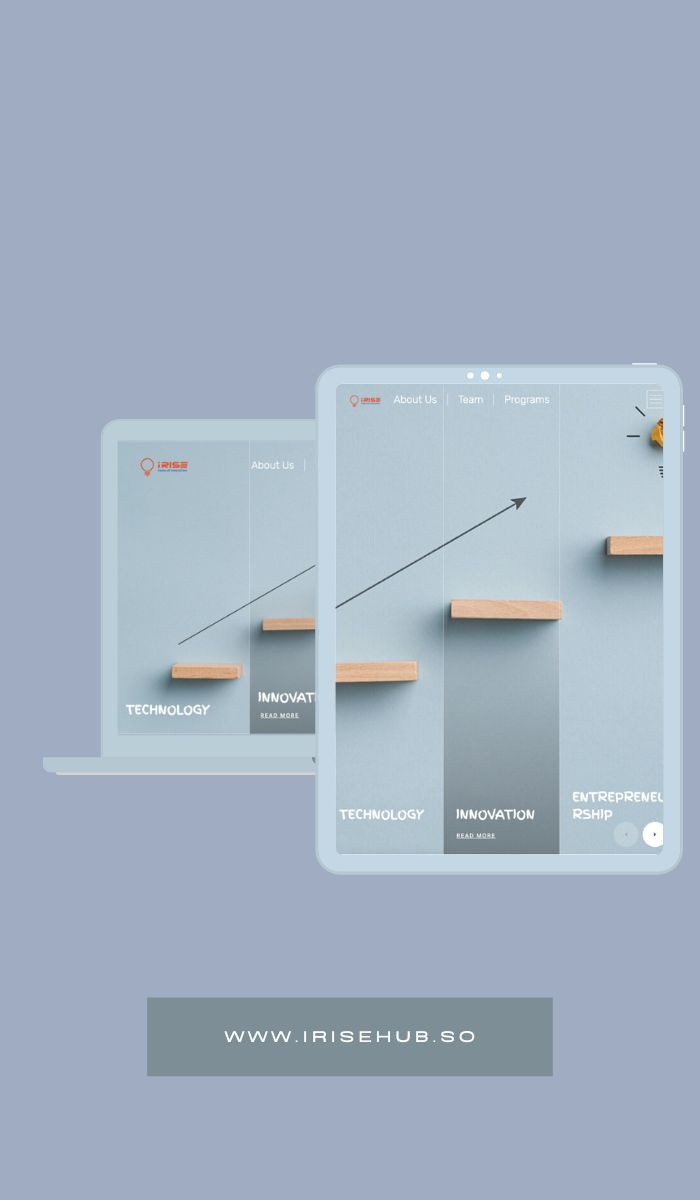 iRISE
About Us
TECHNOLOGY
INNOVATI
READ MORE
iRISE
About Us | Team | Programs
TECHNOLOGY
INNOVATION
READ MORE
ENTREPRENEU
RSHIP
WWW.IRISEHUB.SO